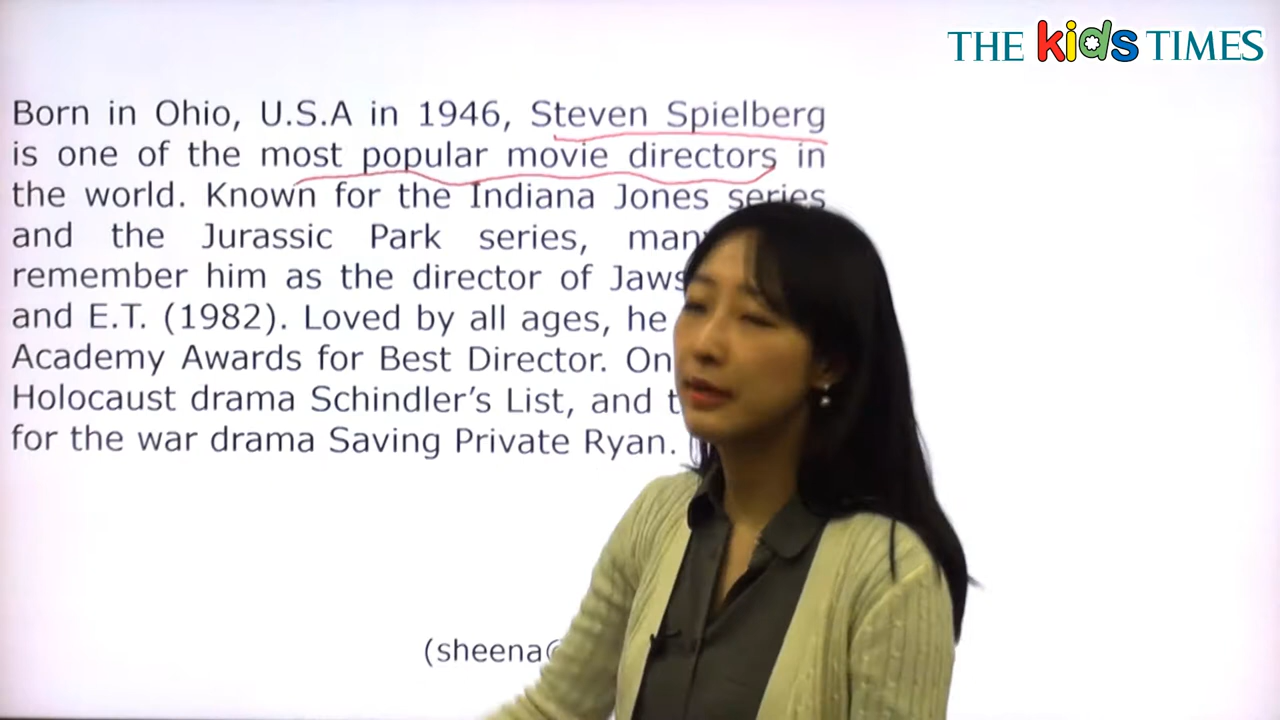 THE kids TIMES
Born in Ohio, U.S.A in 1946, Steven Spielberg
is one of the most popular movie directors in
the world. Known for the Indiana Jones series
and the Jurassic Park series, many
remember him as the director of Jaws
and E.T. (1982). Loved by all ages, he
Academy Awards for Best Director.
Holocaust drama Schindler's List, and
for the war drama Saving Private Ryan.
(sheena@